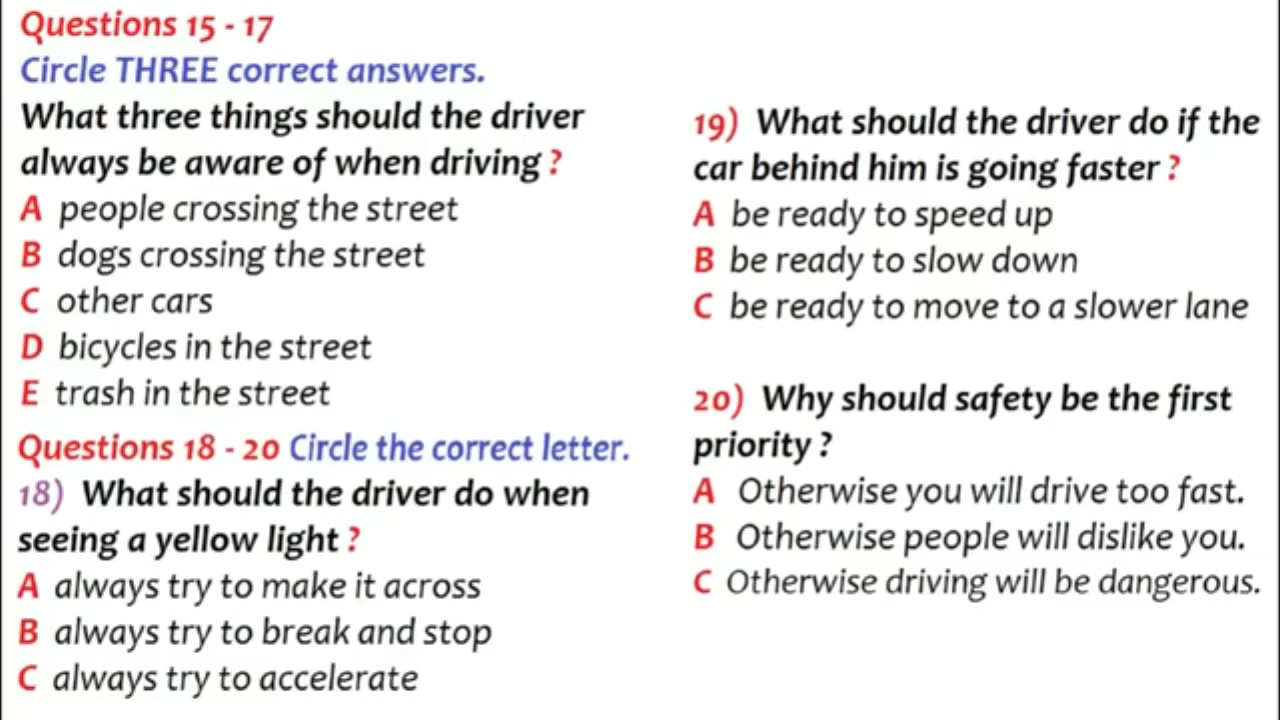 Questions 15 - 17
Circle THREE correct answers.
What three things should the driver
always be aware of when driving ?
A people crossing the street
B dogs crossing the street
C other cars
D bicycles in the street
E trash in the street
Questions 18 - 20 Circle the correct letter.
18) What should the driver do when
seeing a yellow light ?
A always try to make it across
B always try to break and stop
C always try to accelerate
19) What should the driver do if the
car behind him is going faster ?
A be ready to speed up
B be ready to slow down
C be ready to move to a slower lane
20) Why should safety be the first
priority ?
A Otherwise you will drive too fast.
B Otherwise people will dislike you.
C Otherwise driving will be dangerous.